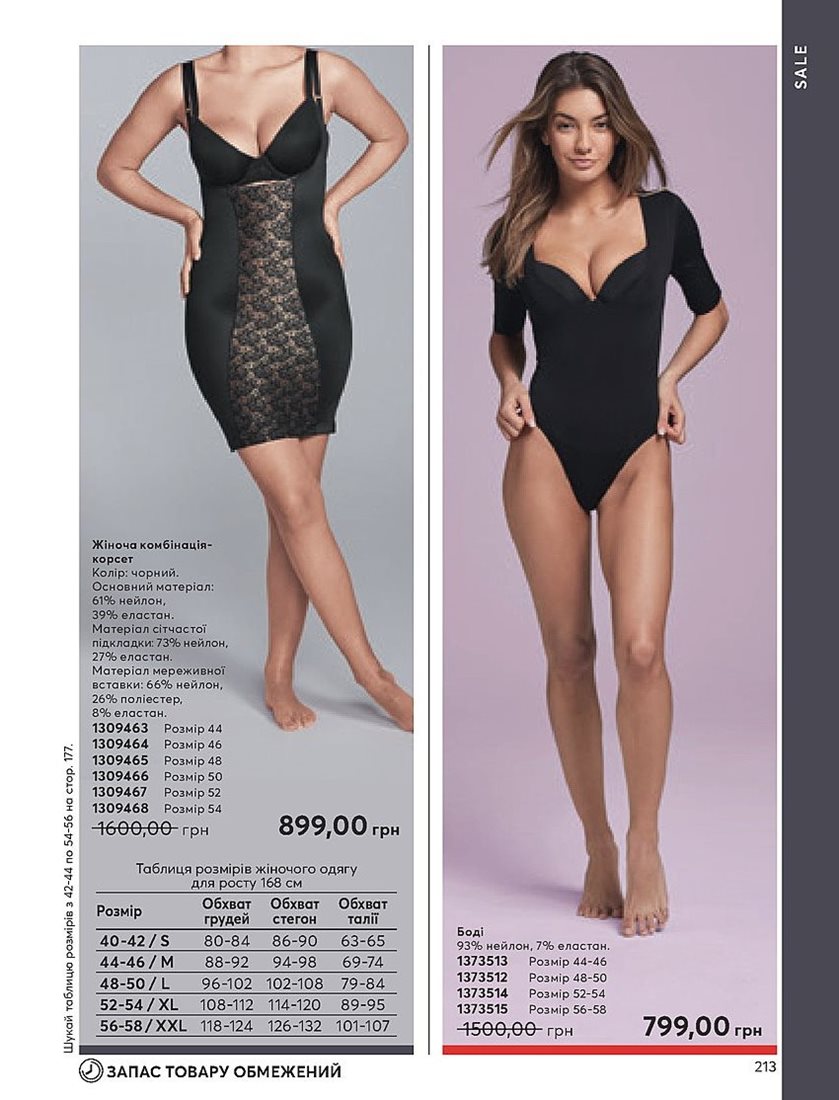 SALE
Жіноча комбінація-
корсет
Колір: чорний.
Основний матеріал:
61% нейлон,
39% еластан.
Матеріал сітчастої
підкладки: 73% нейлон,
27% еластан.
Матеріал мереживної
вставки: 66% нейлон,
26% поліестер,
8% еластан.
1309463 Розмір 44
1309464 Розмір 46
1309465 Розмір 48
1309466 Розмір 50
1309467 Розмір 52
1309468 Розмір 54
1600,00 грн 899,00 грн
Таблиця розмірів жіночого одягу
для росту 168 см
Розмір Обхват грудей Обхват стегон Обхват талії
40-42 / S 80-84 86-90 63-65
44-46 / M 88-92 94-98 69-74
48-50 / L 96-102 102-108 79-84
52-54 / XL 108-112 114-120 89-95
56-58 / XXL 118-124 126-132 101-107
Шукай таблицю розмірів з 42-44 по 54-56 на стор. 177.
Боді
93% нейлон, 7% еластан.
1373513 Розмір 44-46
1373512 Розмір 48-50
1373514 Розмір 52-54
1373515 Розмір 56-58
1500,00 грн 799,00 грн
ЗАПАС ТОВАРУ ОБМЕЖЕНИЙ
213